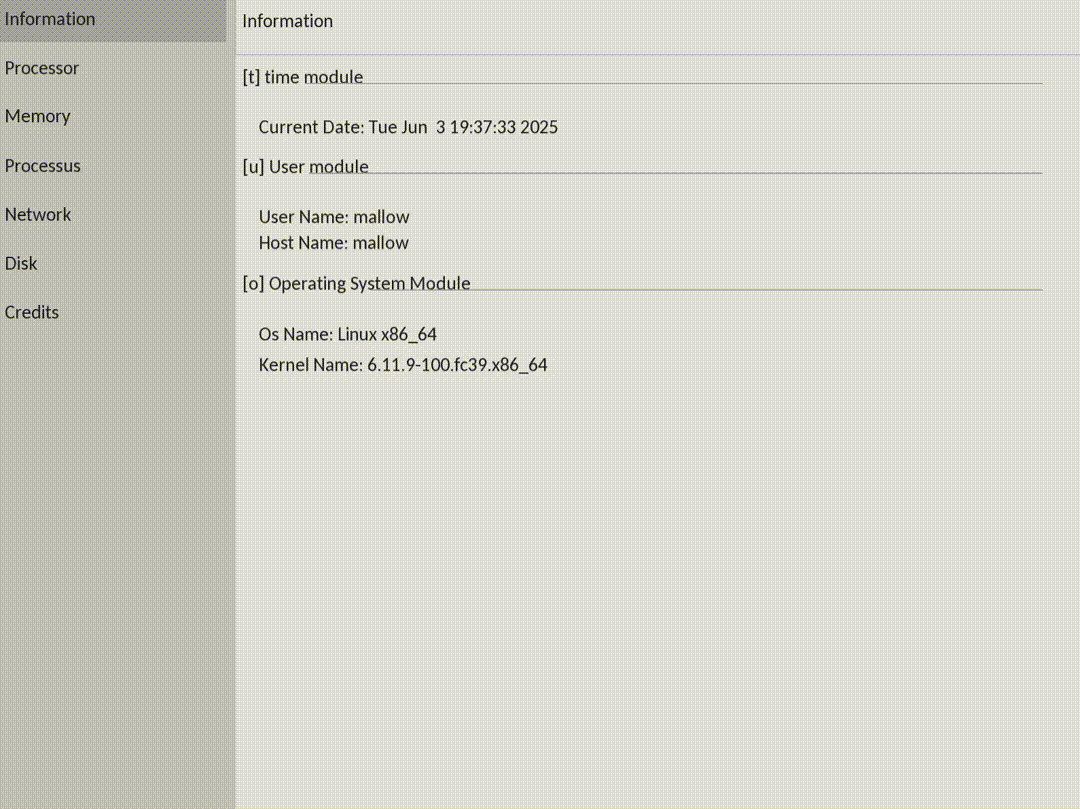 Information
Processor
Memory
Processus
Network
Disk
Credits
Information
[t] time module
Current Date: Tue Jun  3 19:37:33 2025
[u] User module
User Name: mallow
Host Name: mallow
[o] Operating System Module
Os Name: Linux x86_64
Kernel Name: 6.11.9-100.fc39.x86_64